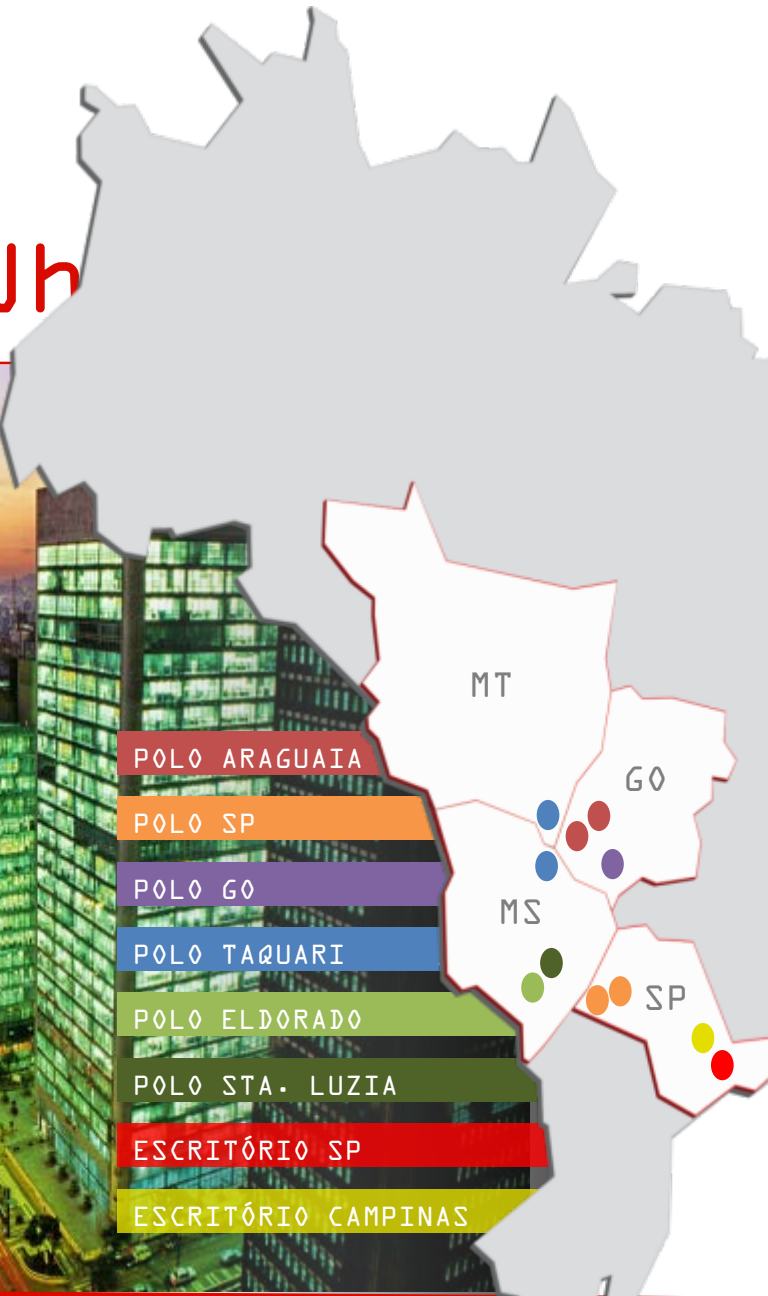 Wh
MT
POLO ARAGUAIA
GO
POLO SP
POLO GO
MS
POLO TAQUARI
SP
POLO ELDORADO
POLO STA. LUZIA
ESCRITÓRIO SP
ESCRITÓRIO CAMPINAS